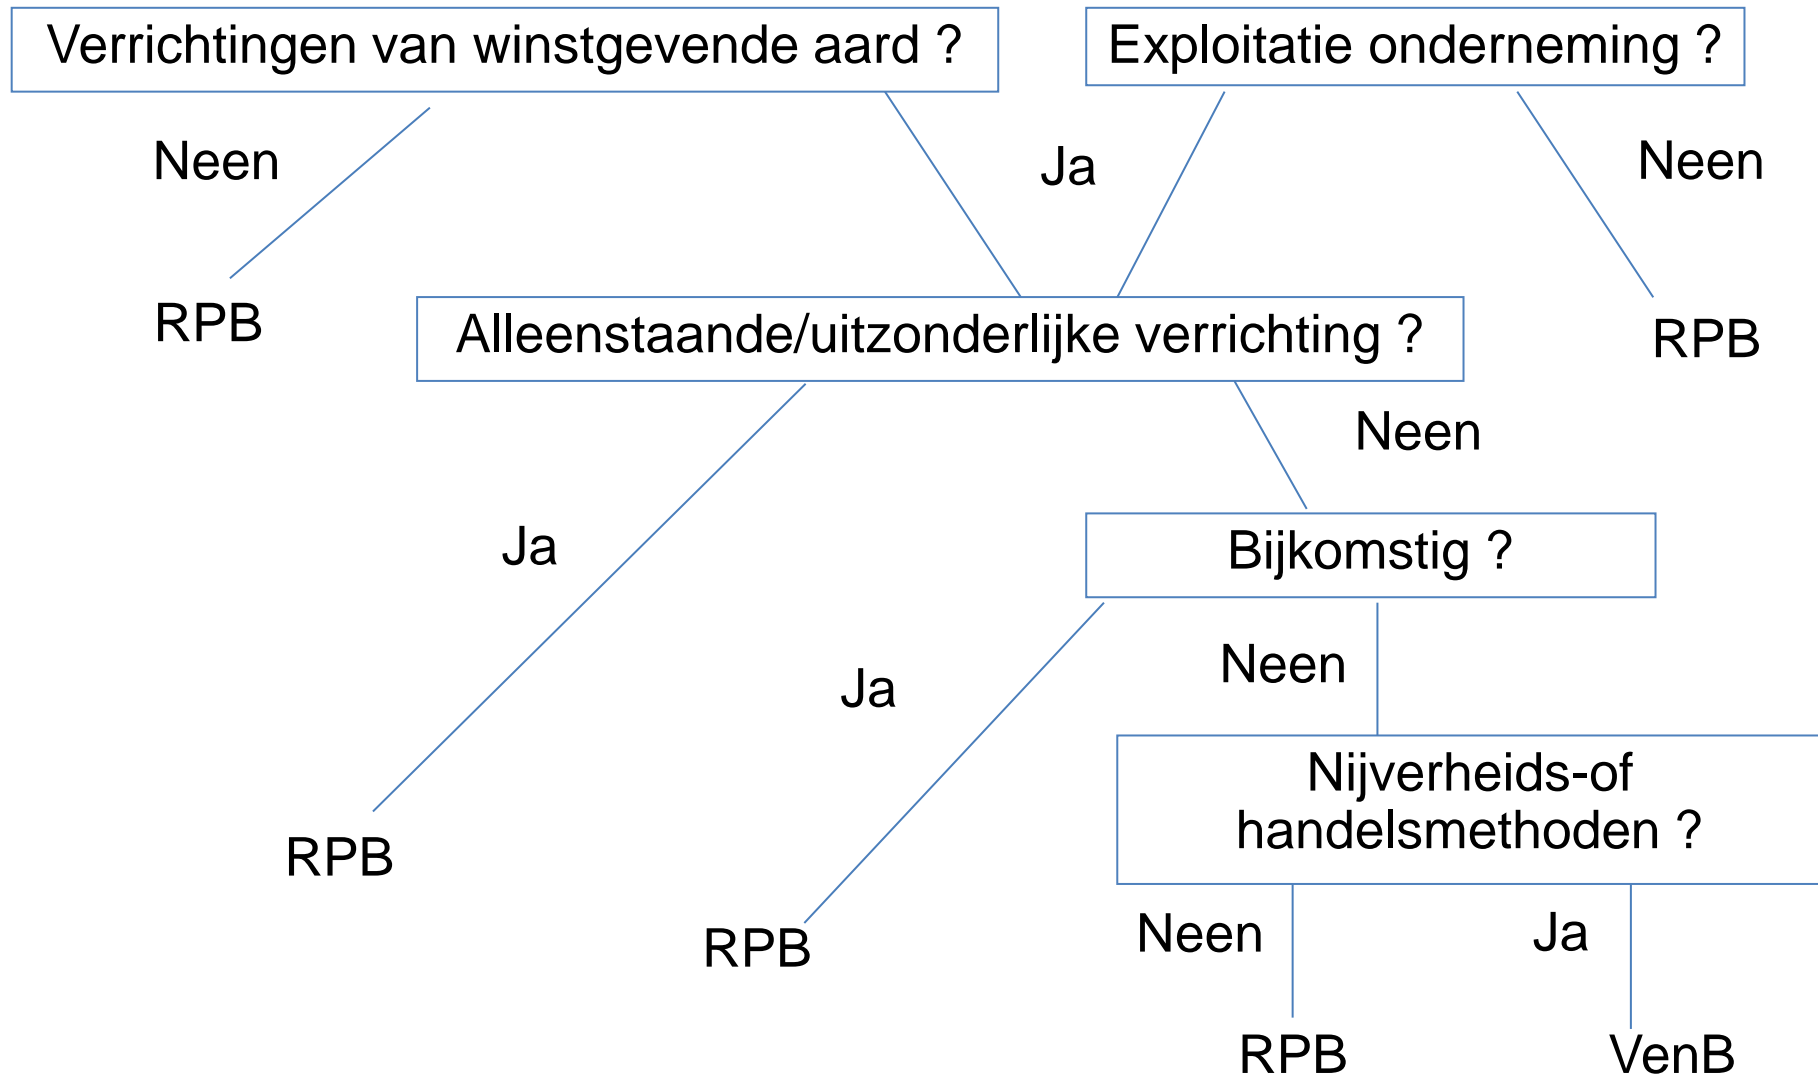 Verrichtingen van winstgevende aard ?
Exploitatie onderneming ?
Neen
Ja
Neen
RPB
Alleenstaande/uitzonderlijke verrichting ?
RPB
Neen
Ja
Bijkomstig ?
Neen
Ja
Nijverheids-of
handelsmethoden ?
RPB
RPB
Neen
Ja
RPB
VenB